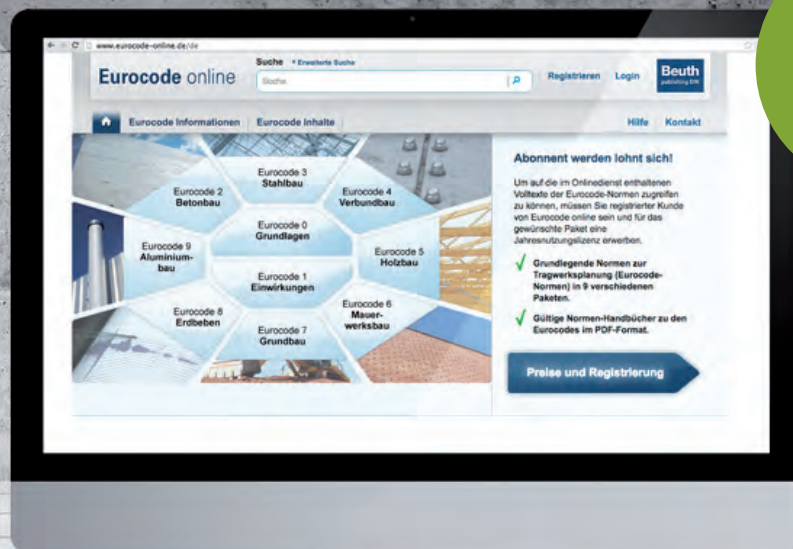 www.eurocode-online.de/de
Eurocode online
Suche
Erweiterte Suche
Suche
Registrieren
Login
Beuth
publishing DIN
Eurocode Informationen
Eurocode Inhalte
Hilfe
Kontakt
Eurocode 3
Stahlbau
Eurocode 2
Betonbau
Eurocode 4
Verbundbau
Eurocode 0
Grundlagen
Eurocode 9
Aluminium-
bau
Eurocode 5
Holzbau
Eurocode 1
Einwirkungen
Eurocode 8
Erdbeben
Eurocode 6
Mauer-
werksbau
Eurocode 7
Grundbau
Abonnent werden lohnt sich!
Um auf die im Onlinedienst enthaltenen
Volltexte der Eurocode-Normen zugreifen
zu können, müssen Sie registrierter Kunde
von Eurocode online sein und für das
gewünschte Paket eine
Jahresnutzungslizenz erwerben.
Grundlegende Normen zur
Tragwerksplanung (Eurocode-
Normen) in 9 verschiedenen
Paketen.
Gültige Normen-Handbücher zu den
Eurocodes im PDF-Format.
Preise und Registrierung